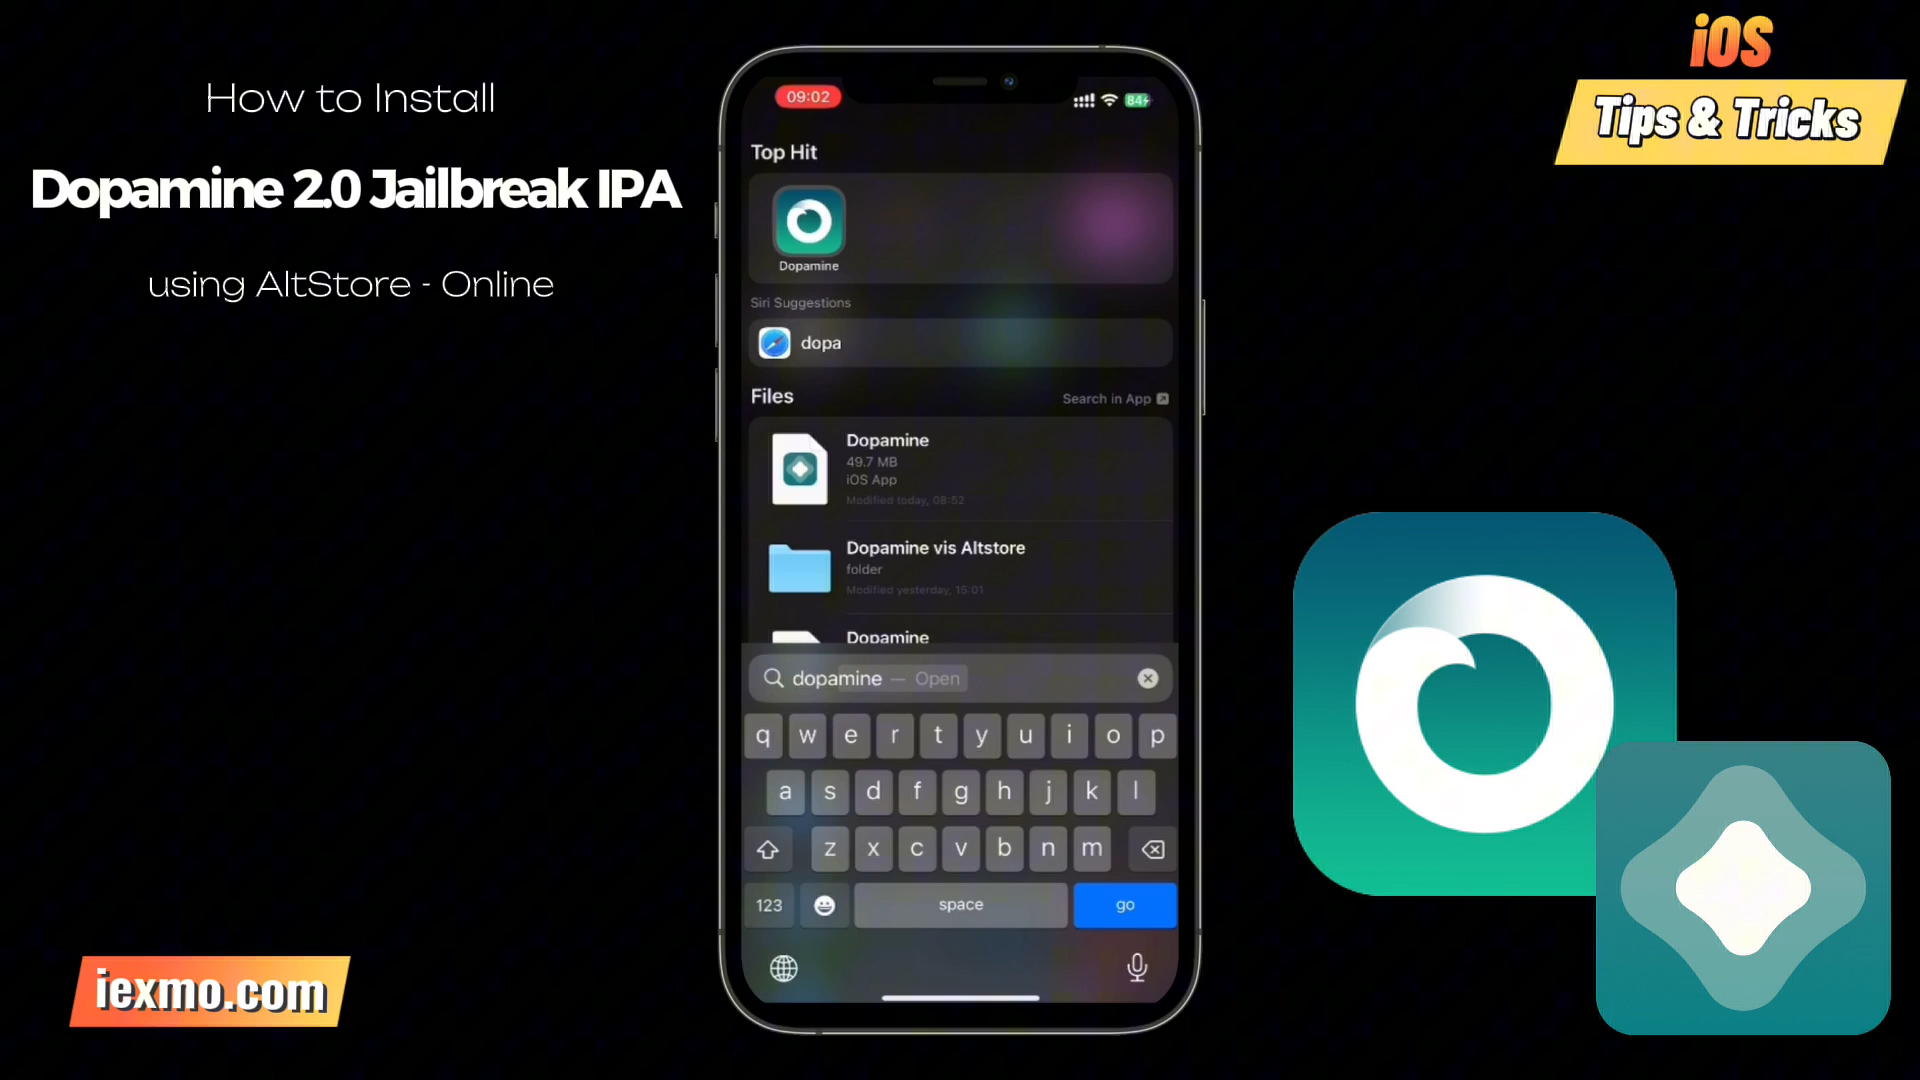 How to Install
Dopamine 2.0 Jailbreak IPA
using AltStore - Online
iOS
Tips & Tricks
09:02
84
Top Hit
Dopamine
Siri Suggestions
dopa
Files
Search in App
Dopamine
49.7 MB
iOS App
Modified today, 08:52
Dopamine vis Altstore
folder
Modified yesterday, 15:01
Dopamine
dopamine — Open
q w e r t y u i o p
a s d f g h j k l
z x c v b n m
123 space go
iexmo.com